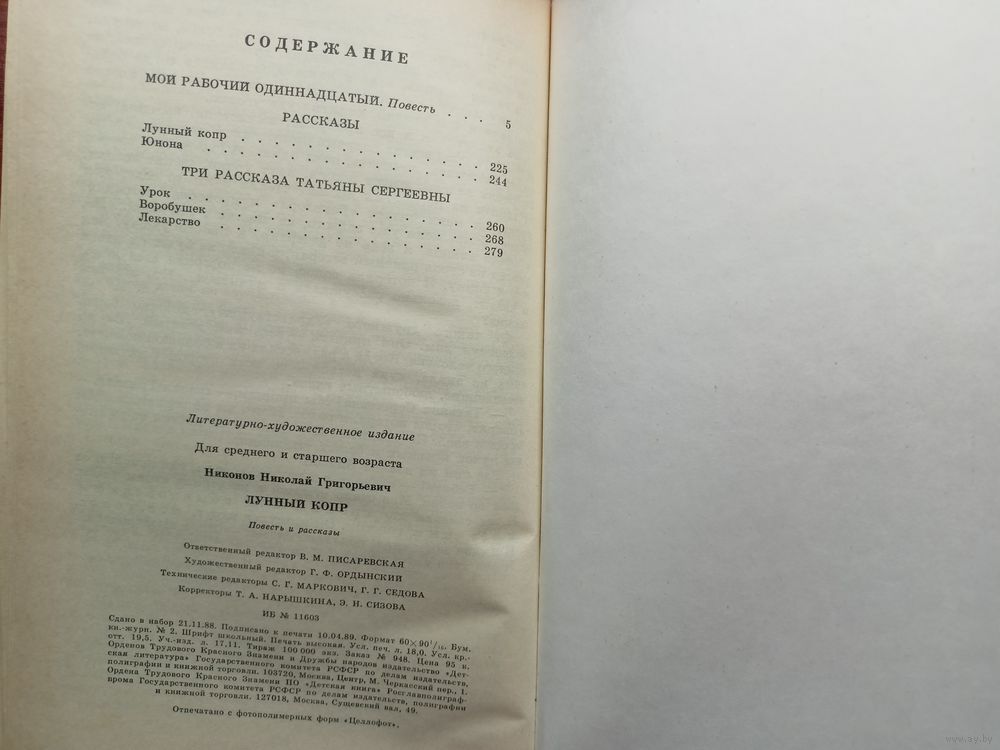 СОДЕРЖАНИЕ
МОЙ РАБОЧИЙ ОДИННАДЦАТЫЙ. Повесть . . . 5
РАССКАЗЫ
Лунный копр . . . . . . . . . . . . . . 225
Юнона . . . . . . . . . . . . . . . . 244
ТРИ РАССКАЗА ТАТЬЯНЫ СЕРГЕЕВНЫ
Урок . . . . . . . . . . . . . . . . 260
Воробушек . . . . . . . . . . . . . . 268
Лекарство . . . . . . . . . . . . . . 279
Литературно-художественное издание
Для среднего и старшего возраста
Никонов Николай Григорьевич
ЛУННЫЙ КОПР
Повесть и рассказы
Ответственный редактор В. М. ПИСАРЕВСКАЯ
Художественный редактор Г. Ф. ОРДЫНСКИЙ
Технические редакторы С. Г. МАРКОВИЧ, Г. Г. СЕДОВА
Корректоры Т. А. НАРЫШКИНА, Э. Н. СИЗОВА
ИБ № 11603
Сдано в набор 21.11.88. Подписано к печати 10.04.89. Формат 60×90¹/₁₆. Бум.
кн.-журн. № 2. Шрифт школьный. Печать высокая. Усл. печ. л. 18,0. Усл. кр.-
отт. 19,5. Уч.-изд. л. 17,11. Тираж 100 000 экз. Заказ № 948. Цена 95 к.
Орденов Трудового Красного Знамени и Дружбы народов издательство «Дет-
ская литература» Государственного комитета РСФСР по делам издательств,
полиграфии и книжной торговли. 103720, Москва, Центр, М. Черкасский пер., 1.
Ордена Трудового Красного Знамени ПО «Детская книга» Росглавполиграф-
прома Государственного комитета РСФСР по делам издательств, полиграфии
и книжной торговли. 127018, Москва, Сущевский вал, 49.
Отпечатано с фотополимерных форм «Целлофот».
www.ay.by